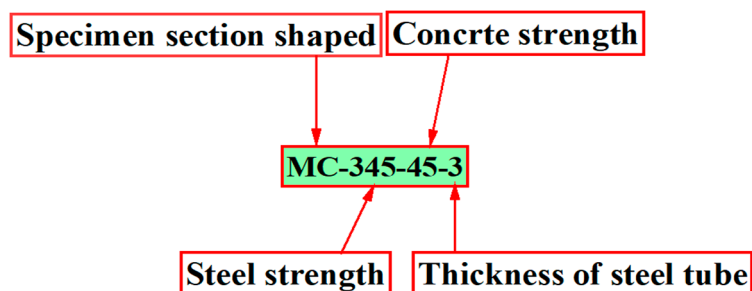 Specimen section shaped
Concrte strength
MC-345-45-3
Steel strength
Thickness of steel tube